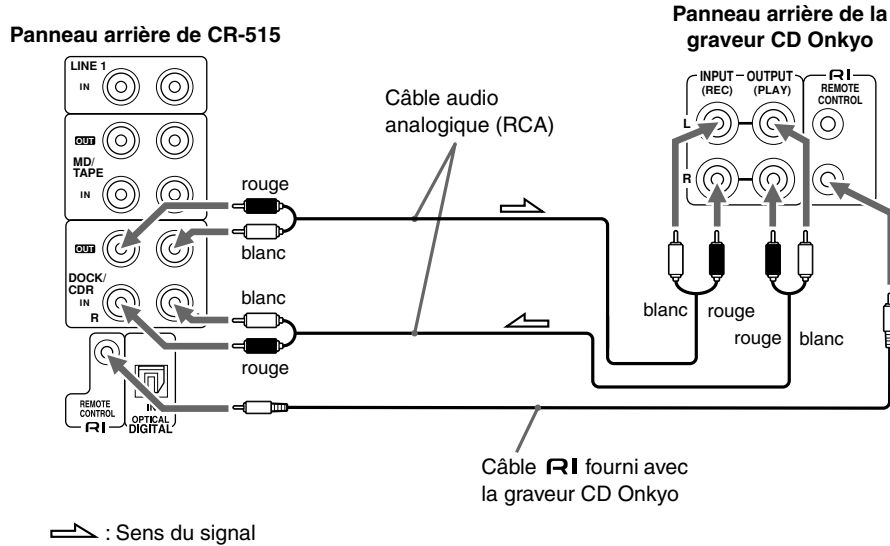 Panneau arrière de CR-515
Panneau arrière de la
graveur CD Onkyo
LINE 1
IN
OUT
MD/
TAPE
IN
OUT
DOCK/
CDR
IN
R
REMOTE
CONTROL
RI
IN
OPTICAL
DIGITAL
rouge
blanc
blanc
rouge
Câble audio
analogique (RCA)
INPUT
(REC)
OUTPUT
(PLAY)
RI
REMOTE
CONTROL
L
R
blanc
rouge
rouge
blanc
Câble RI fourni avec
la graveur CD Onkyo
: Sens du signal